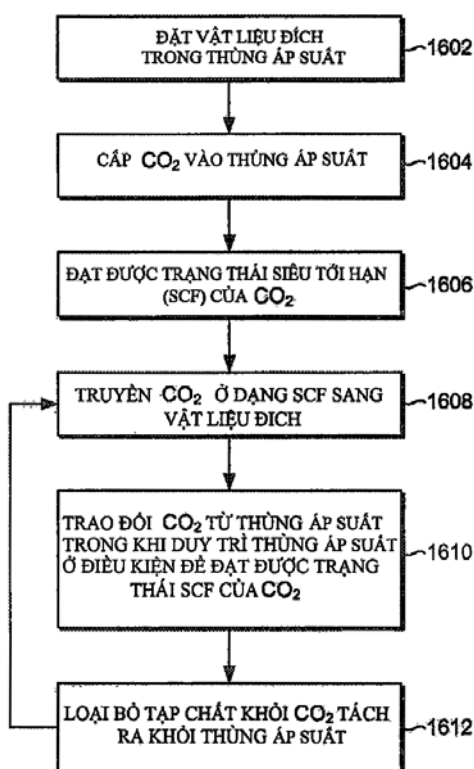 ĐẶT VẬT LIỆU ĐÍCH
TRONG THÙNG ÁP SUẤT
1602
CẤP CO₂ VÀO THÙNG ÁP SUẤT
1604
ĐẠT ĐƯỢC TRẠNG THÁI SIÊU TỚI HẠN
(SCF) CỦA CO₂
1606
TRUYỀN CO₂ Ở DẠNG SCF SANG
VẬT LIỆU ĐICH
1608
TRAO ĐỔI CO₂ TỪ THÙNG ÁP SUẤT
TRONG KHI DUY TRÌ THÙNG ÁP SUẤT
Ở ĐIỀU KIỆN ĐỂ ĐẠT ĐƯỢC TRẠNG
THÁI SCF CỦA CO₂
1610
LOẠI BỎ TẠP CHẤT KHỎI CO₂ TÁCH
RA KHỎI THÙNG ÁP SUẤT
1612